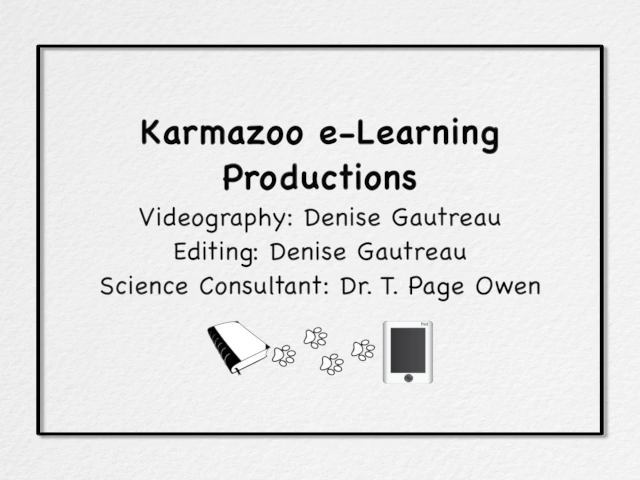 Karmazoo e-Learning
Productions
Videography: Denise Gautreau
Editing: Denise Gautreau
Science Consultant: Dr. T. Page Owen